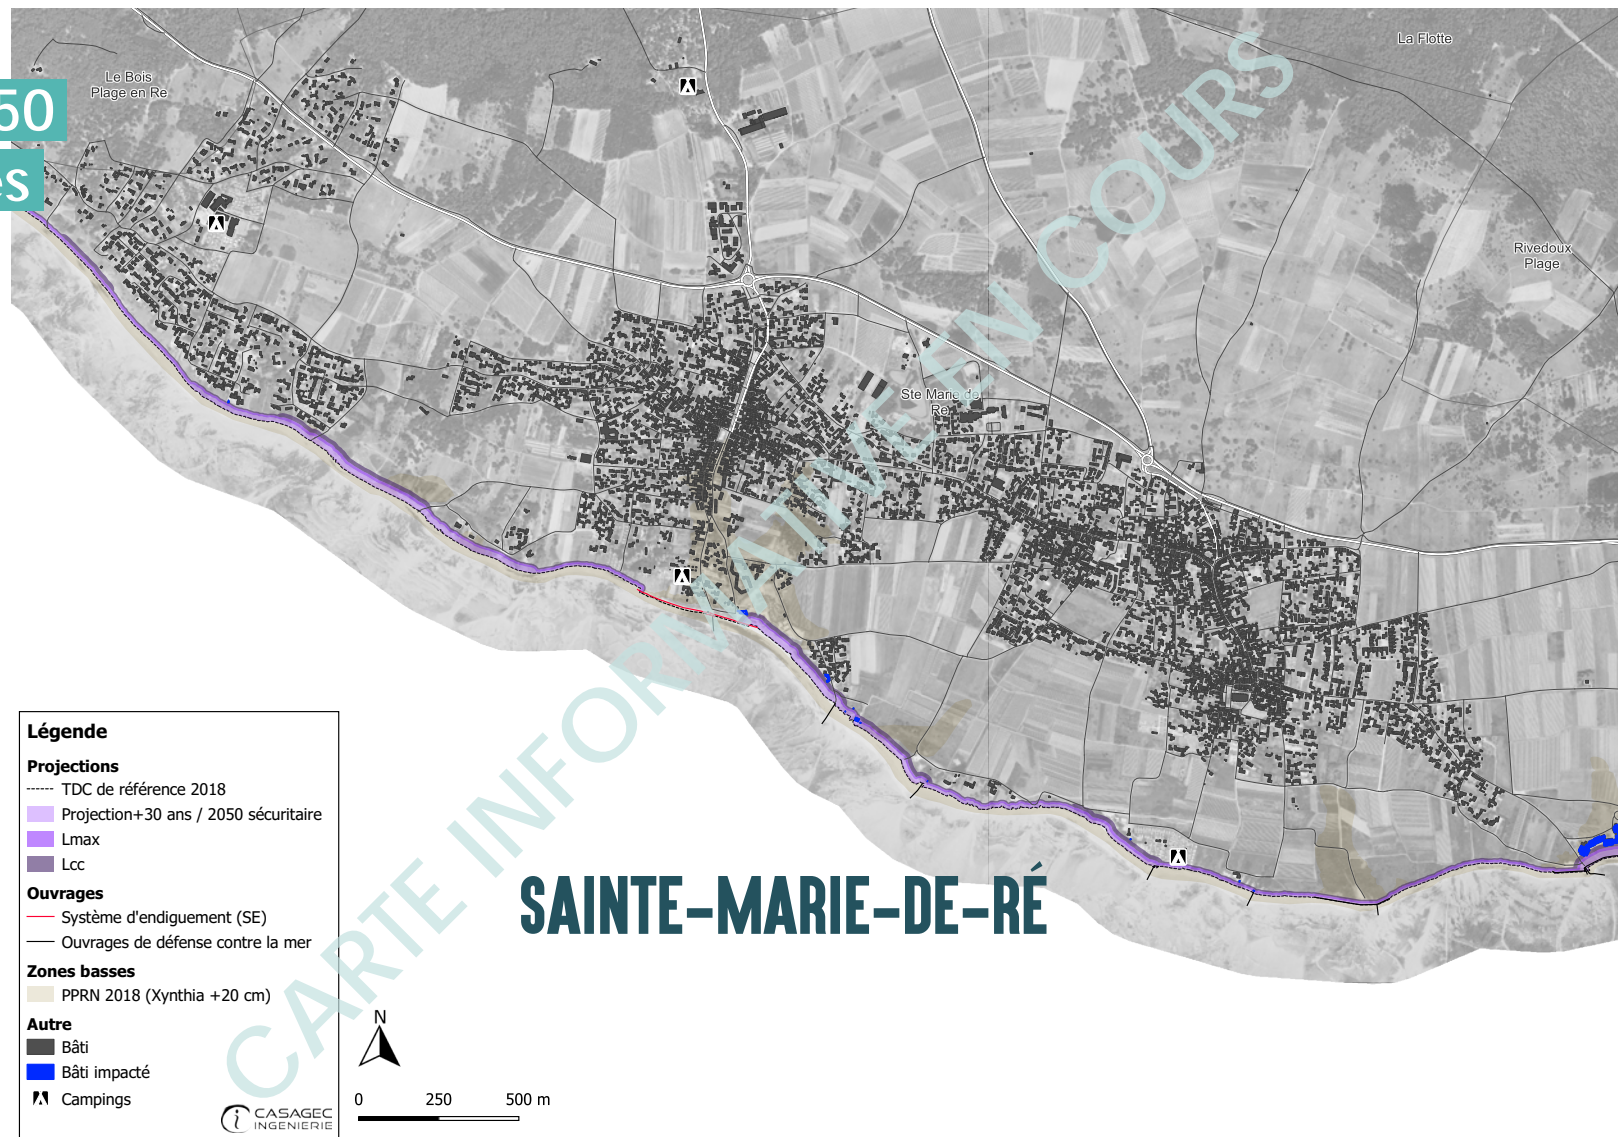 50
es
Le Bois
Plage en Re
La Flotte
Rivedoux
Plage
Ste Marie de
Re
CARTE INFORMATIVE EN COURS
SAINTE-MARIE-DE-RÉ
Légende
Projections
TDC de référence 2018
Projection+30 ans / 2050 sécuritaire
Lmax
Lcc
Ouvrages
Système d'endiguement (SE)
Ouvrages de défense contre la mer
Zones basses
PPRN 2018 (Xynthia +20 cm)
Autre
Bâti
Bâti impacté
Campings
CASAGEC
INGENIERIE
N
0 250 500 m